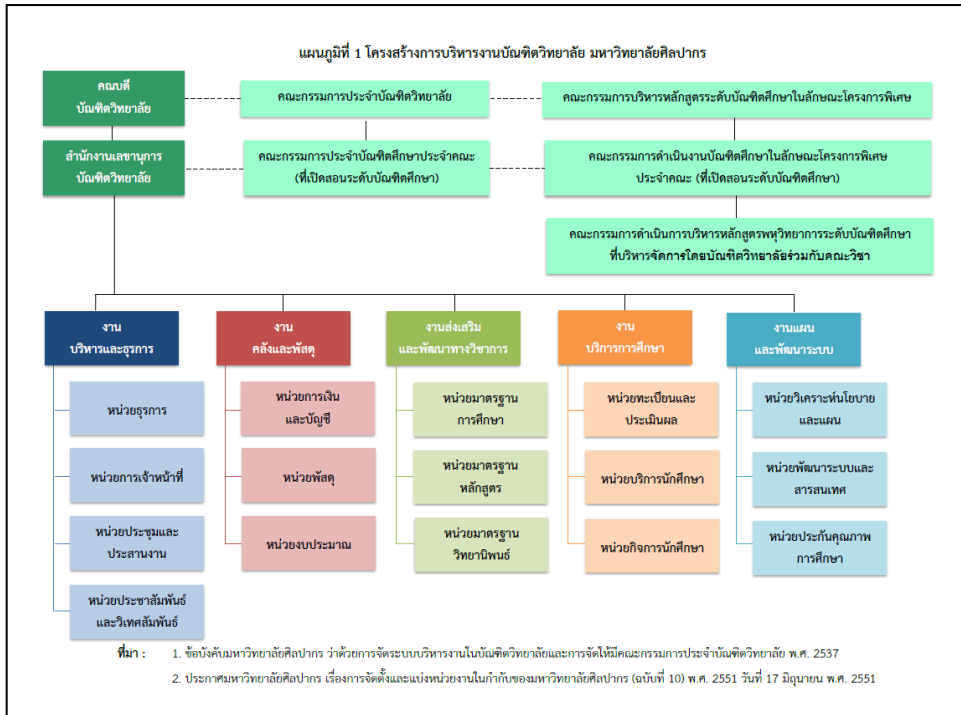 แผนภูมิที่ 1 โครงสร้างการบริหารงานบัณฑิตวิทยาลัย มหาวิทยาลัยศิลปากร
คณบดี
บัณฑิตวิทยาลัย
คณะกรรมการประจำบัณฑิตวิทยาลัย
คณะกรรมการบริหารหลักสูตรระดับบัณฑิตศึกษาในลักษณะโครงการพิเศษ
สำนักงานเลขานุการ
บัณฑิตวิทยาลัย
คณะกรรมการประจำบัณฑิตศึกษาประจำคณะ
(ที่เปิดสอนระดับบัณฑิตศึกษา)
คณะกรรมการดำเนินงานบัณฑิตศึกษาในลักษณะโครงการพิเศษ
ประจำคณะ (ที่เปิดสอนระดับบัณฑิตศึกษา)
คณะกรรมการดำเนินการบริหารหลักสูตรพหุวิทยาการระดับบัณฑิตศึกษา
ที่บริหารจัดการโดยบัณฑิตวิทยาลัยร่วมกับคณะวิชา
งาน
บริหารและธุรการ
หน่วยธุรการ
หน่วยการเจ้าหน้าที่
หน่วยประชุมและ
ประสานงาน
หน่วยประชาสัมพันธ์
และวิเทศสัมพันธ์
งาน
คลังและพัสดุ
หน่วยการเงิน
และบัญชี
หน่วยพัสดุ
หน่วยงบประมาณ
งานส่งเสริม
และพัฒนาทางวิชาการ
หน่วยมาตรฐาน
การศึกษา
หน่วยมาตรฐาน
หลักสูตร
หน่วยมาตรฐาน
วิทยานิพนธ์
งาน
บริการการศึกษา
หน่วยทะเบียนและ
ประเมินผล
หน่วยบริการนักศึกษา
หน่วยกิจการนักศึกษา
งานแผน
และพัฒนาระบบ
หน่วยวิเคราะห์นโยบาย
และแผน
หน่วยพัฒนาระบบและ
สารสนเทศ
หน่วยประกันคุณภาพ
การศึกษา
ที่มา : 1. ข้อบังคับมหาวิทยาลัยศิลปากร ว่าด้วยการจัดระบบบริหารงานในบัณฑิตวิทยาลัยและการจัดให้มีคณะกรรมการประจำบัณฑิตวิทยาลัย พ.ศ. 2537
2. ประกาศมหาวิทยาลัยศิลปากร เรื่องการจัดตั้งและแบ่งหน่วยงานในกำกับของมหาวิทยาลัยศิลปากร (ฉบับที่ 10) พ.ศ. 2551 วันที่ 17 มิถุนายน พ.ศ. 2551